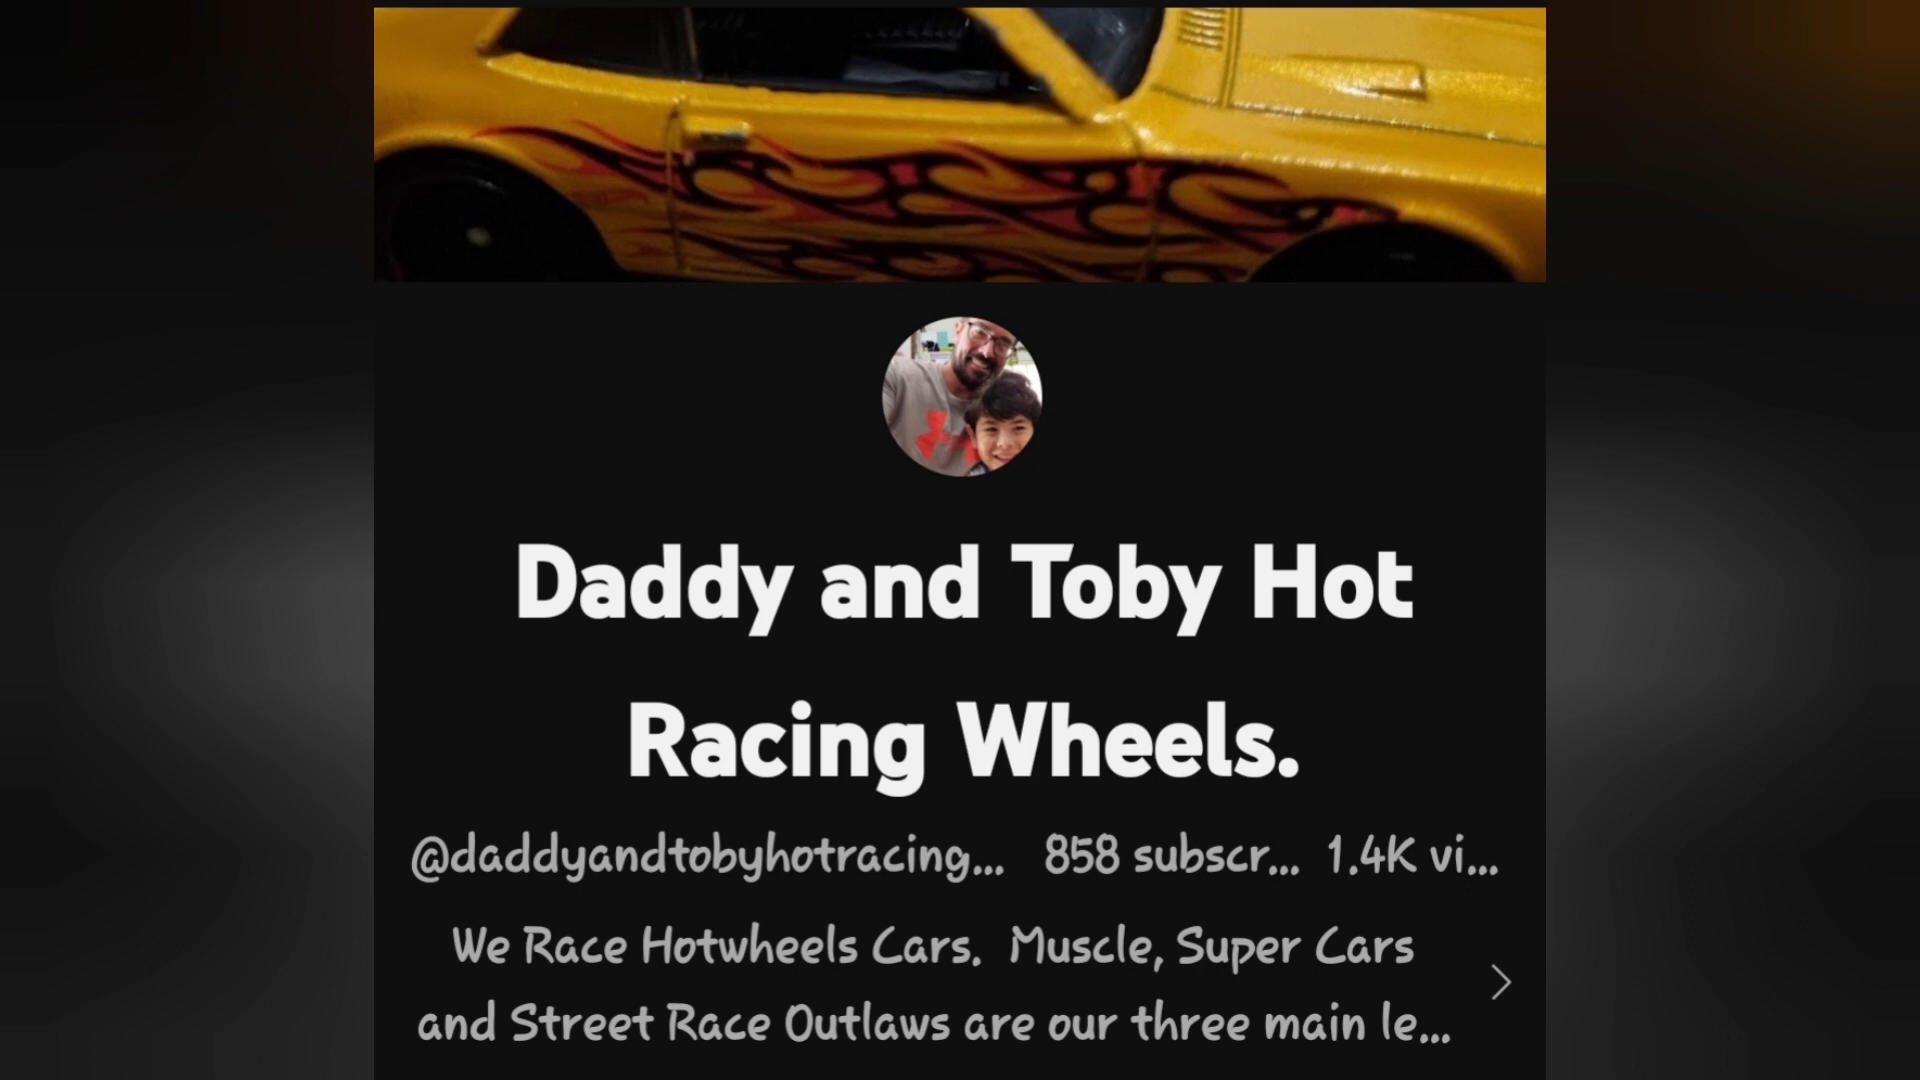 Daddy and Toby Hot
Racing Wheels.
@daddyandtobyhotracing... 858 subscr... 1.4K vi...
We Race Hotwheels Cars. Muscle, Super Cars
and Street Race Outlaws are our three main le...